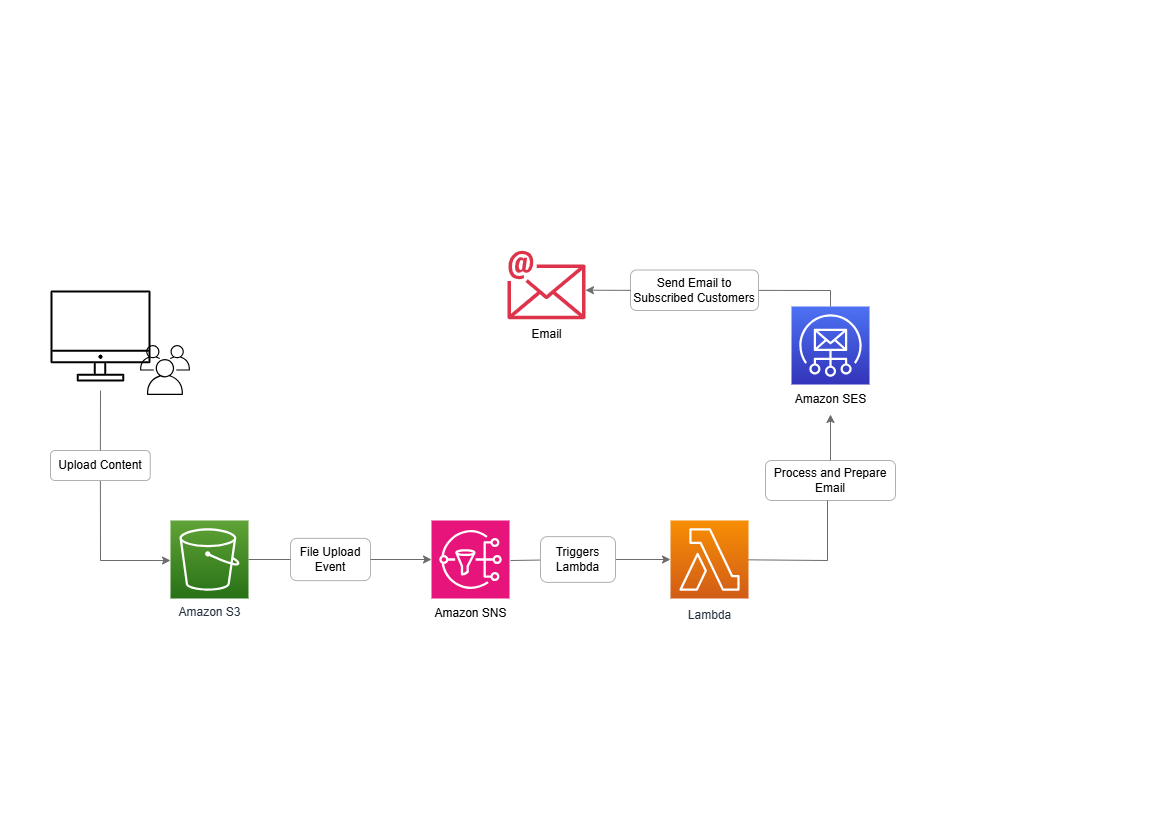 @
Send Email to
Subscribed Customers
Email
Amazon SES
Upload Content
Process and Prepare
Email
File Upload
Event
Triggers
Lambda
Amazon S3
Amazon SNS
Lambda